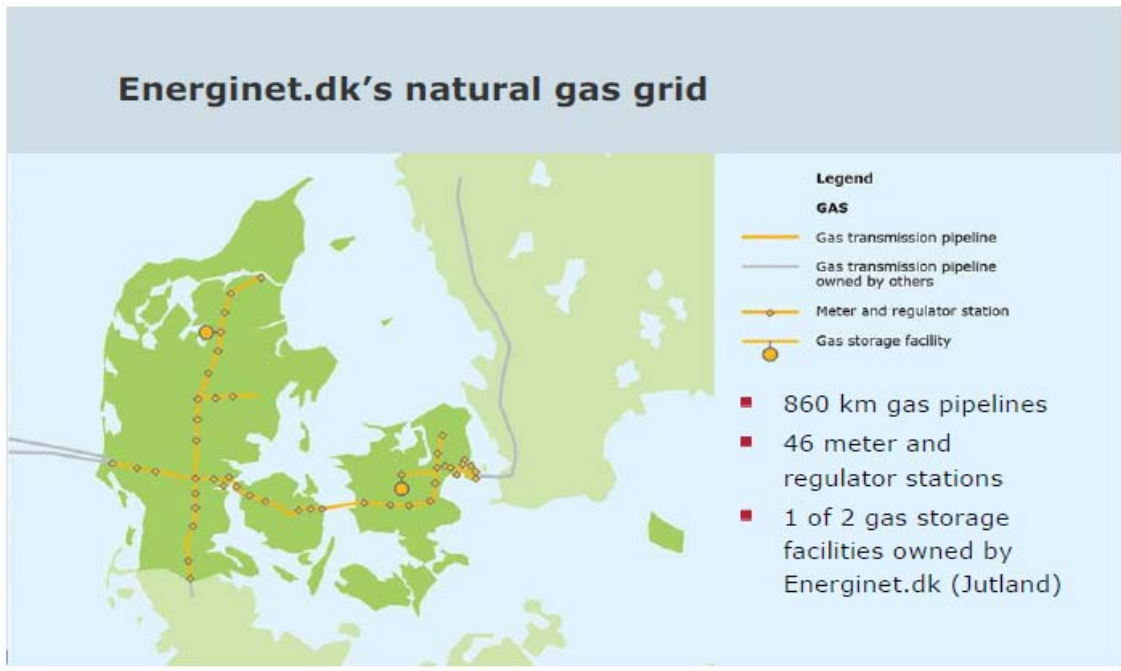 Energinet.dk’s natural gas grid
Legend
GAS
Gas transmission pipeline
Gas transmission pipeline
owned by others
Meter and regulator station
Gas storage facility
860 km gas pipelines
46 meter and
regulator stations
1 of 2 gas storage
facilities owned by
Energinet.dk (Jutland)